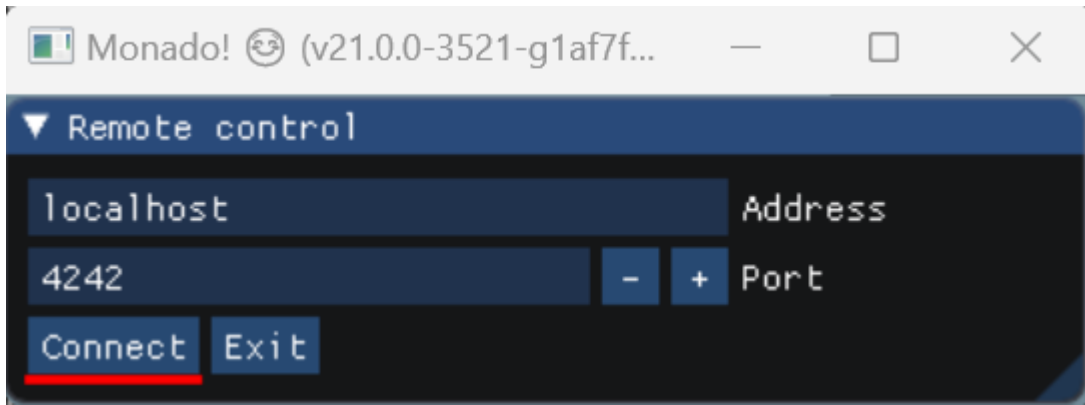 Monado! 😊 (v21.0.0-3521-g1af7f...
Remote control
localhost Address
4242 - + Port
Connect Exit